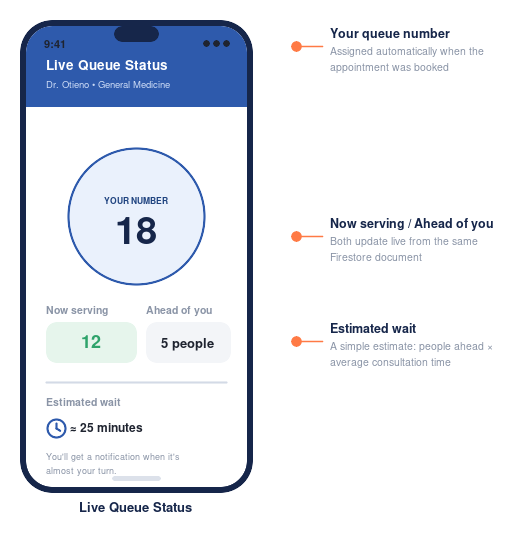 9:41
Live Queue Status
Dr. Otieno • General Medicine
YOUR NUMBER
18
Now serving
Ahead of you
12
5 people
Estimated wait
≈ 25 minutes
You'll get a notification when it's
almost your turn.
Live Queue Status
Your queue number
Assigned automatically when the
appointment was booked
Now serving / Ahead of you
Both update live from the same
Firestore document
Estimated wait
A simple estimate: people ahead ×
average consultation time